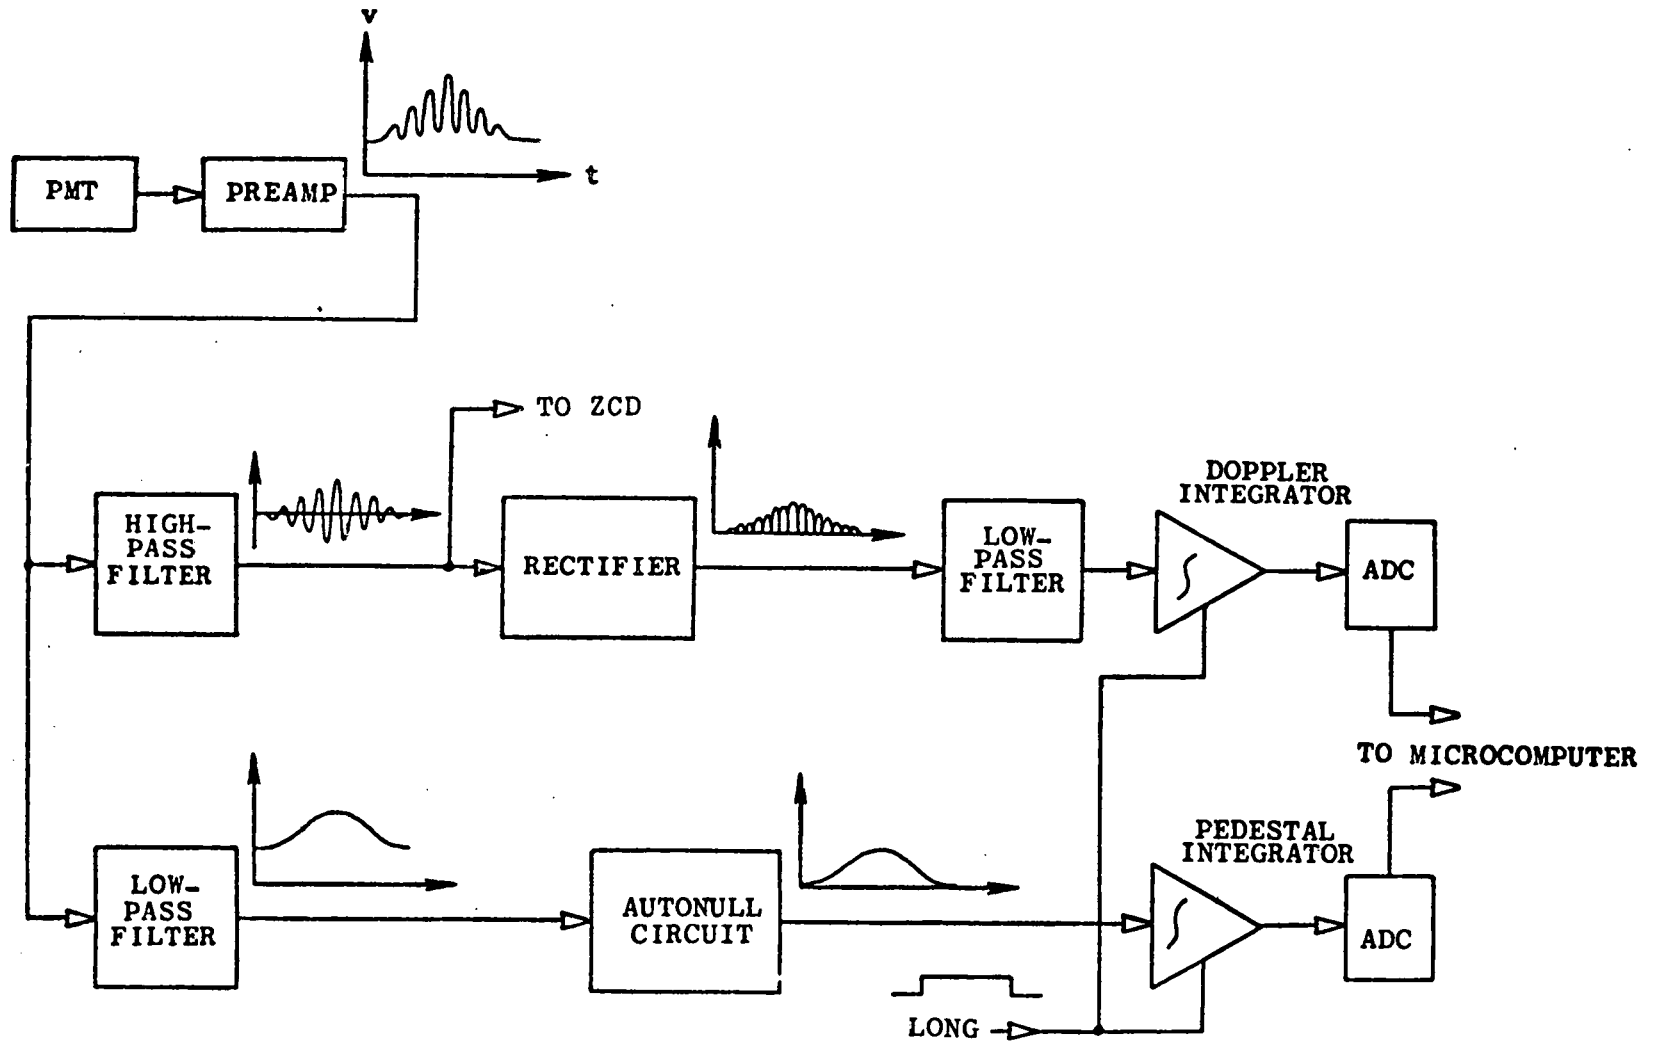 v
t
PMT
PREAMP
TO ZCD
HIGH-
PASS
FILTER
RECTIFIER
LOW-
PASS
FILTER
DOPPLER
INTEGRATOR
∫
ADC
TO MICROCOMPUTER
LOW-
PASS
FILTER
AUTONULL
CIRCUIT
PEDESTAL
INTEGRATOR
∫
ADC
LONG